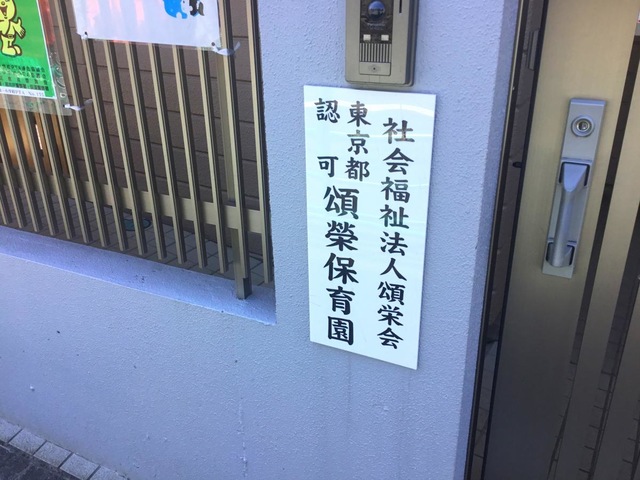 社会福祉法人頌栄会
東京都
認可
頌榮保育園